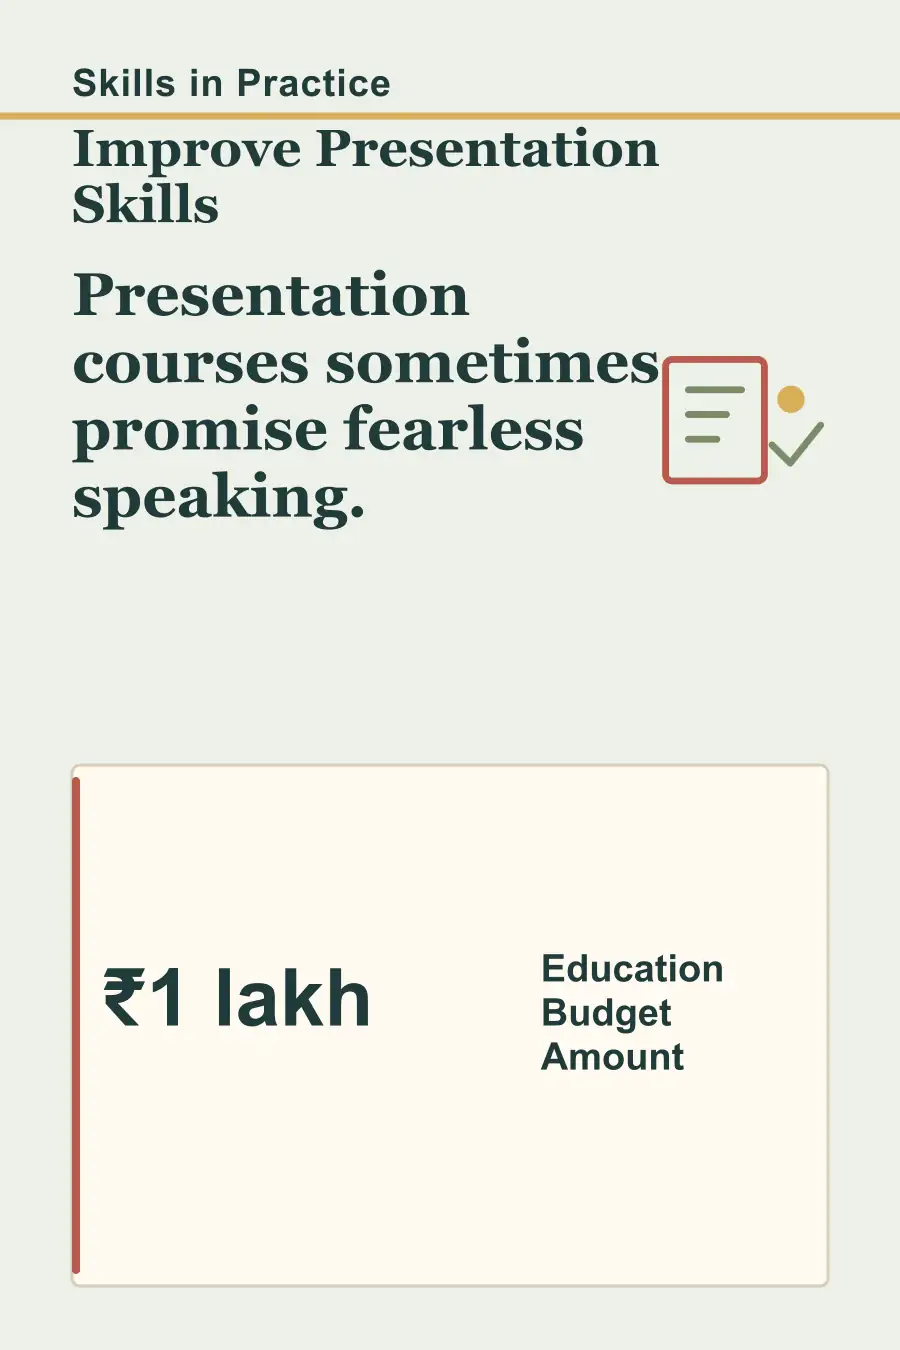 Skills in Practice
Improve Presentation
Skills
Presentation
courses sometimes
promise fearless
speaking.
₹1 lakh
Education
Budget
Amount